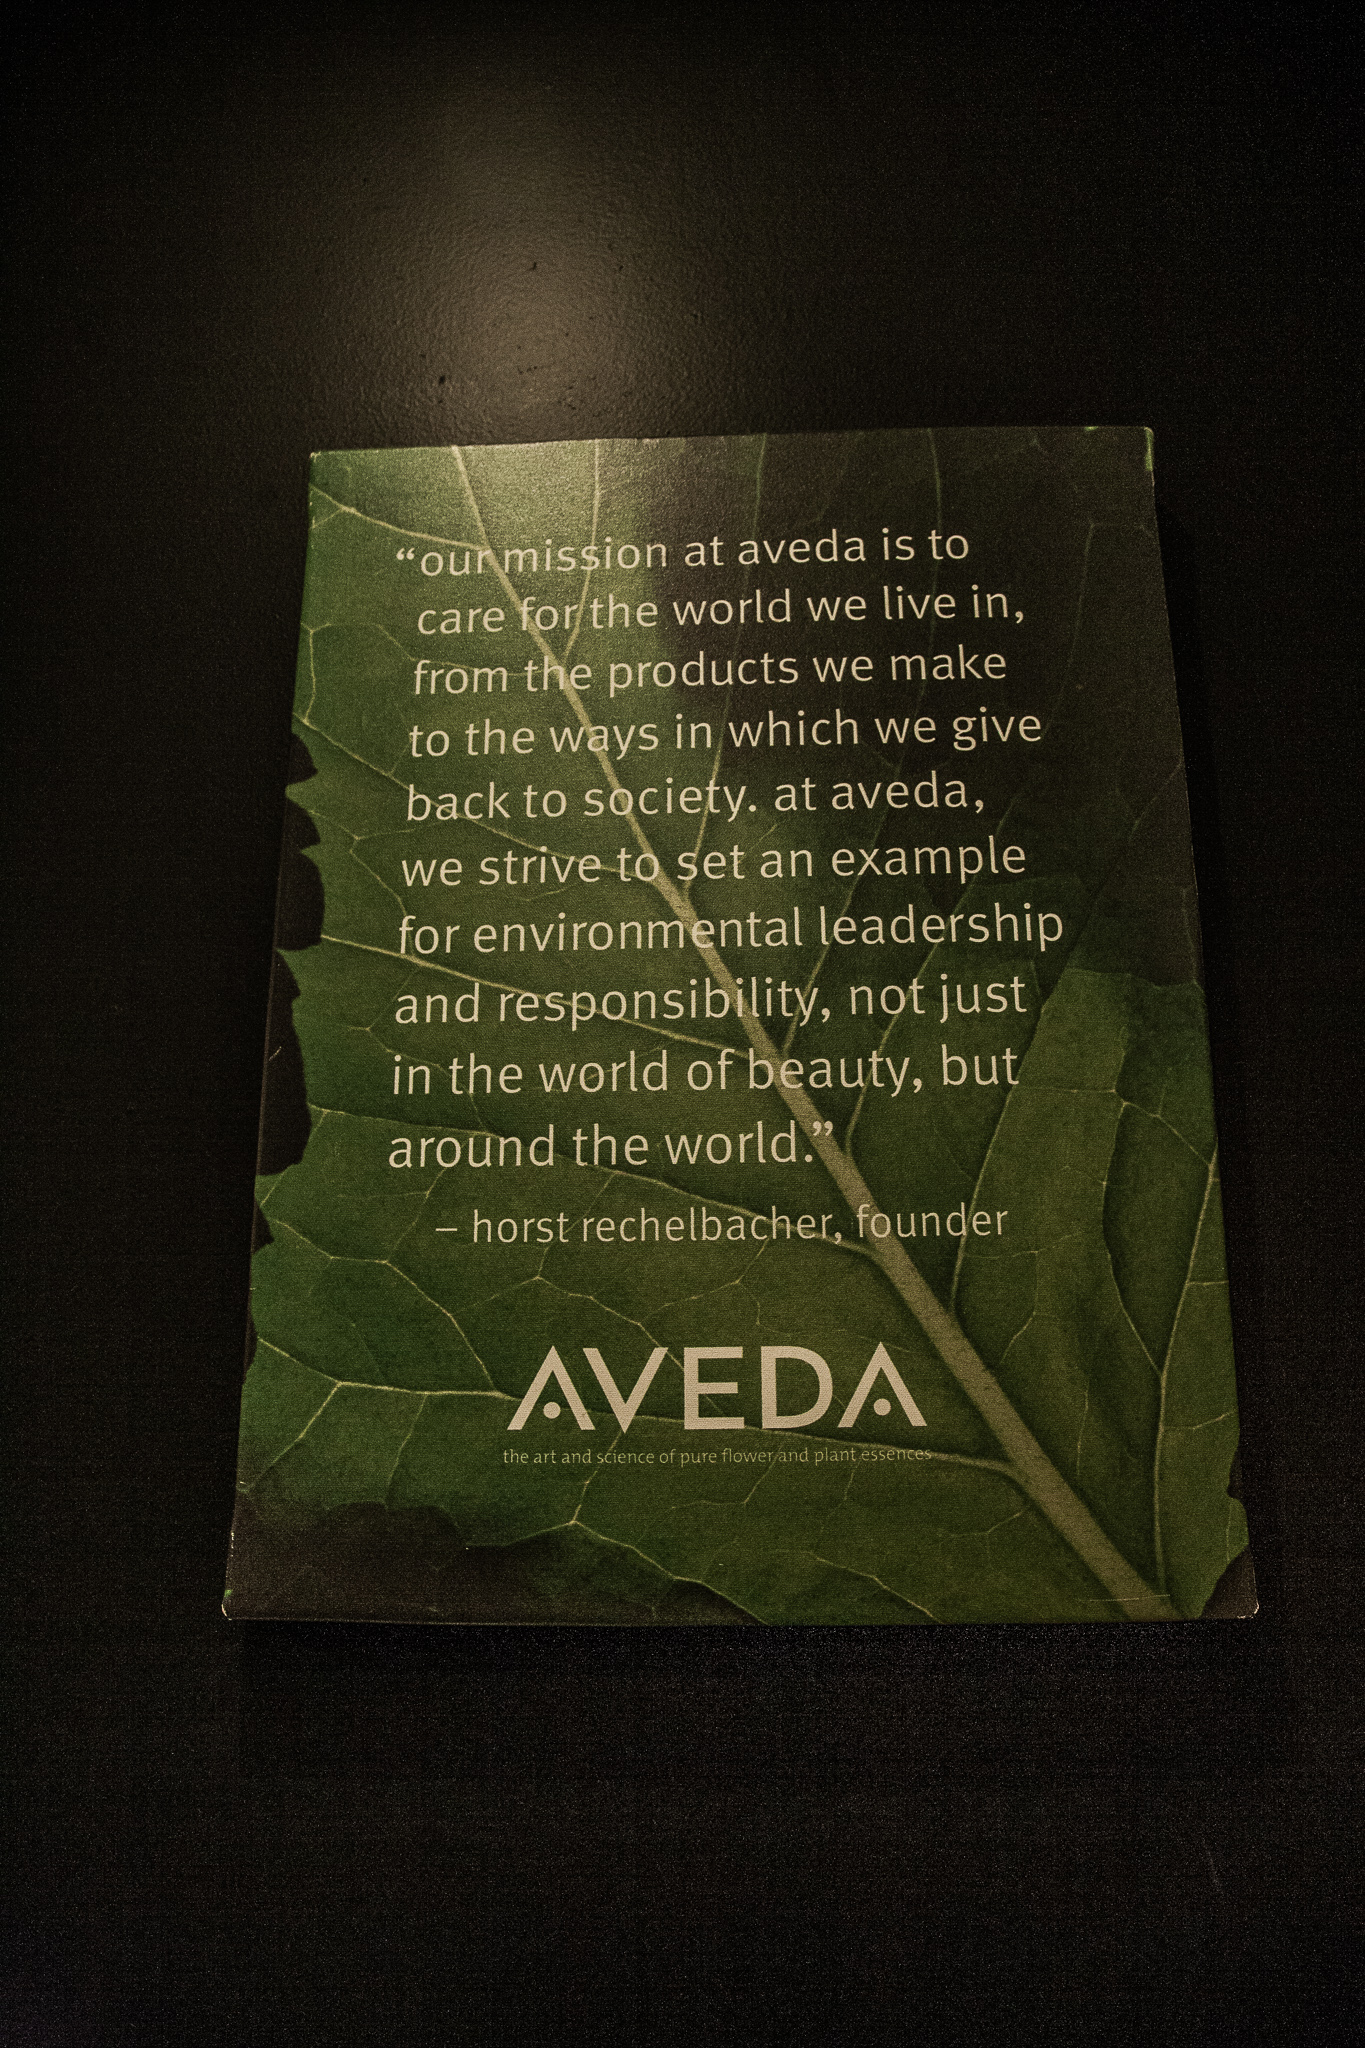 “our mission at aveda is to
care for the world we live in,
from the products we make
to the ways in which we give
back to society. at aveda,
we strive to set an example
for environmental leadership
and responsibility, not just
in the world of beauty, but
around the world.”
– horst rechelbacher, founder
AVEDA
the art and science of pure flower and plant essences